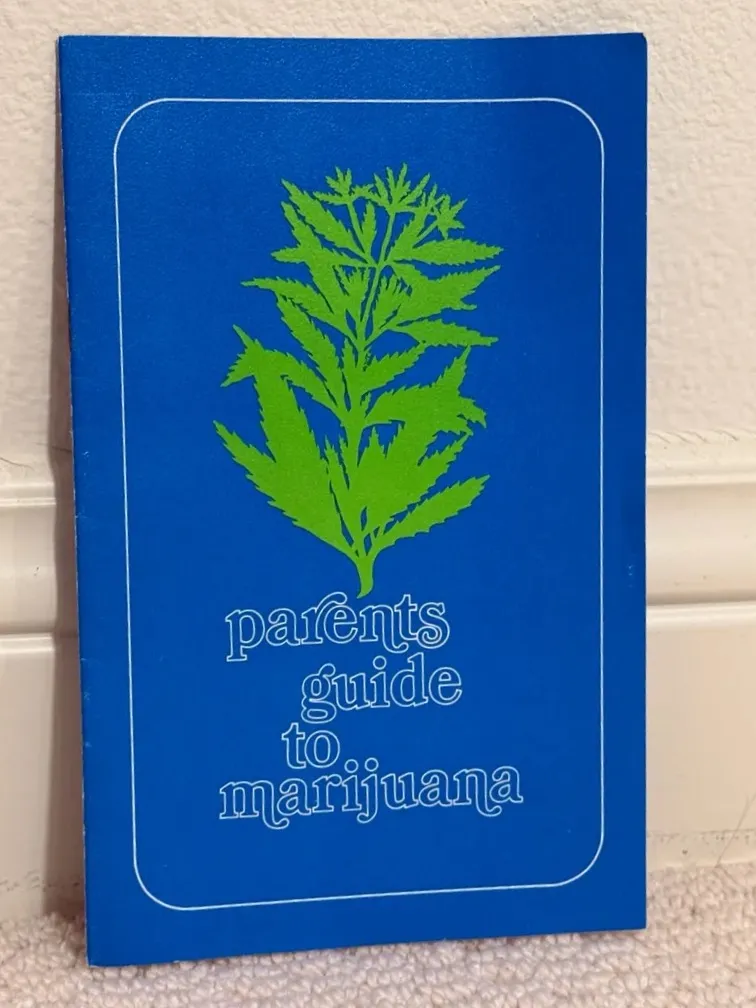 parents
guide
to
marijuana